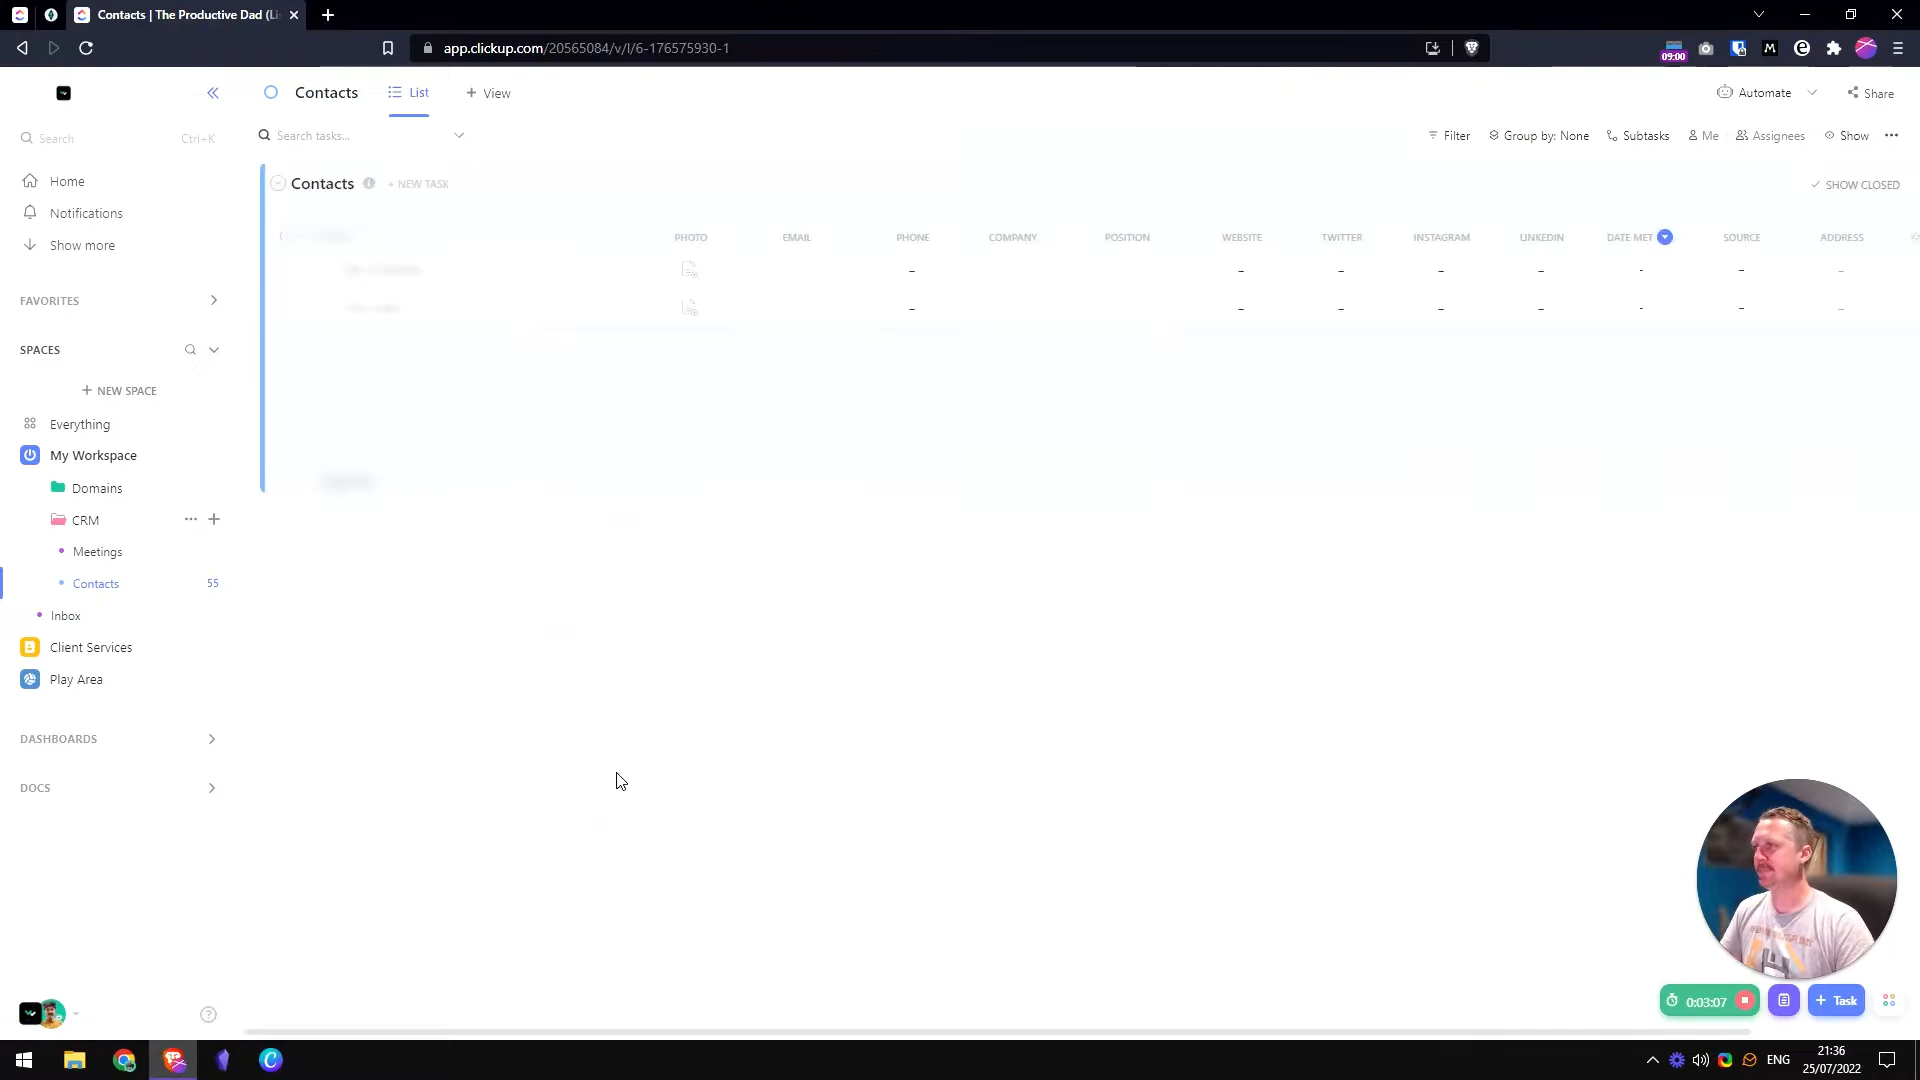 Contacts | The Productive Dad (Li
app.clickup.com/20565084/v/l/6-176575930-1
09:00
Contacts
List
+ View
Automate
Share
Search
Ctrl+K
Search tasks...
Filter
Group by: None
Subtasks
Me
Assignees
Show
Home
Notifications
Show more
Contacts
+ NEW TASK
SHOW CLOSED
PHOTO EMAIL PHONE COMPANY POSITION WEBSITE TWITTER INSTAGRAM LINKEDIN DATE MET SOURCE ADDRESS
– – – – – - – –
– – – – – - – –
FAVORITES
SPACES
+ NEW SPACE
Everything
My Workspace
Domains
CRM
Meetings
Contacts 55
Inbox
Client Services
Play Area
DASHBOARDS
DOCS
0:03:07
+ Task
ENG
21:36
25/07/2022